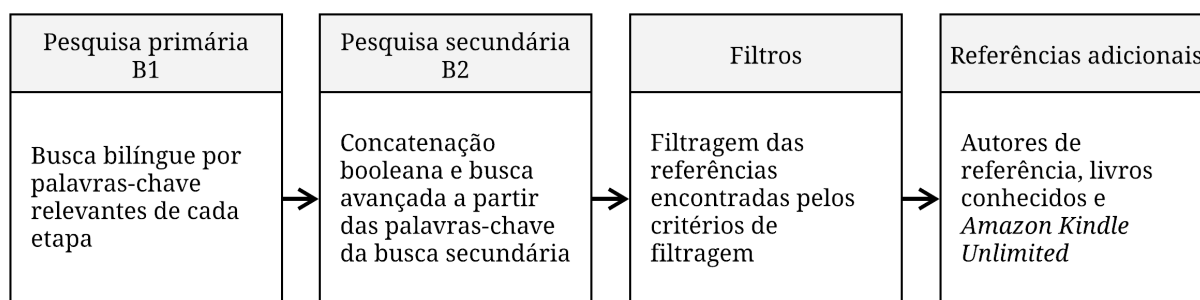 Pesquisa primária
B1
Busca bilíngue por
palavras-chave
relevantes de cada
etapa
Pesquisa secundária
B2
Concatenação
booleana e busca
avançada a partir
das palavras-chave
da busca secundária
Filtros
Filtragem das
referências
encontradas pelos
critérios de
filtragem
Referências adicionais
Autores de
referência, livros
conhecidos e
Amazon Kindle
Unlimited